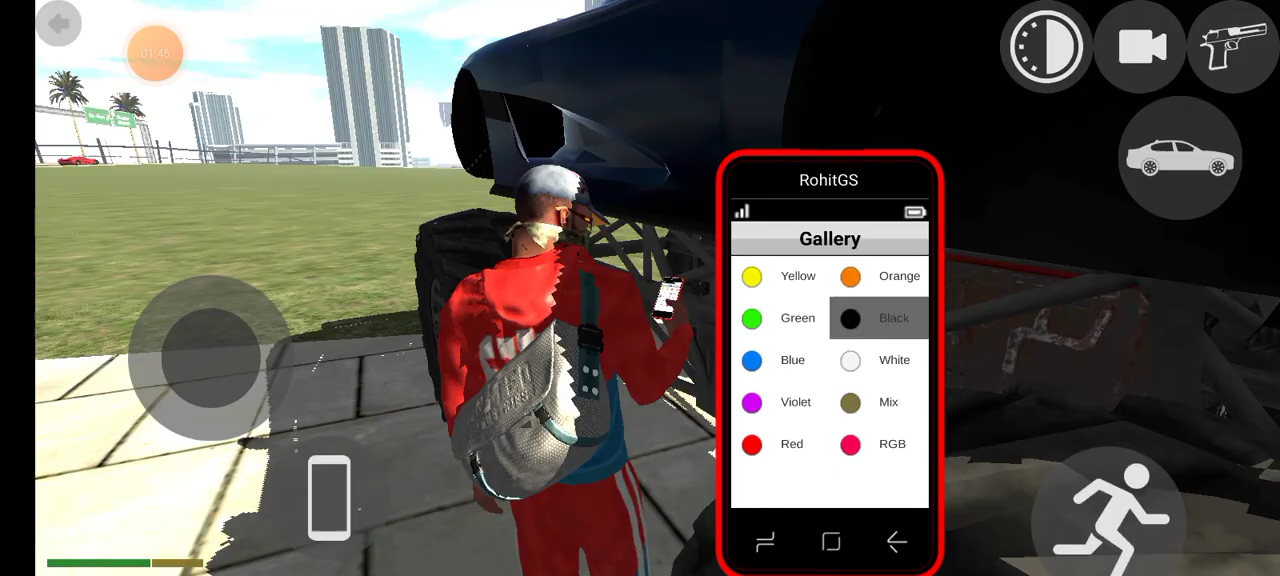 01:46
RohitGS
Gallery
Yellow
Orange
Green
Black
Blue
White
Violet
Mix
Red
RGB